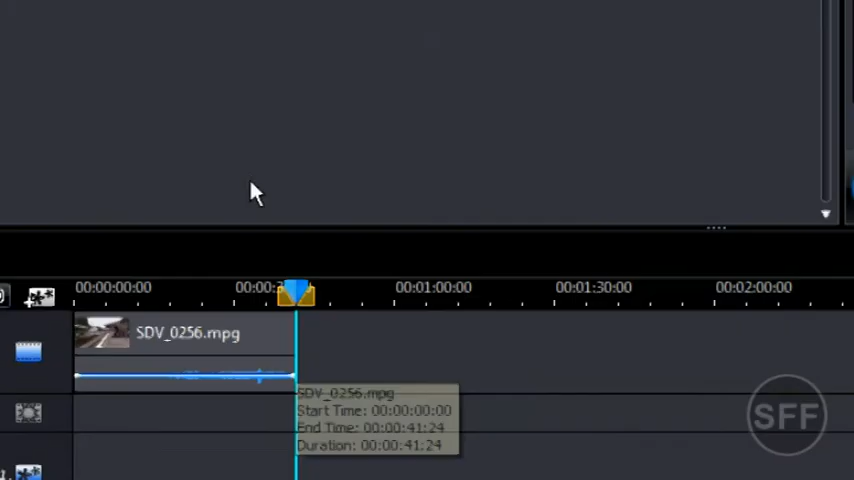 00:00:00:00
00:01:00:00
00:01:30:00
00:02:00:00
SDV_0256.mpg
SDV_0256.mpg
Start Time: 00:00:00:00
End Time: 00:00:41:24
Duration: 00:00:41:24
SFF